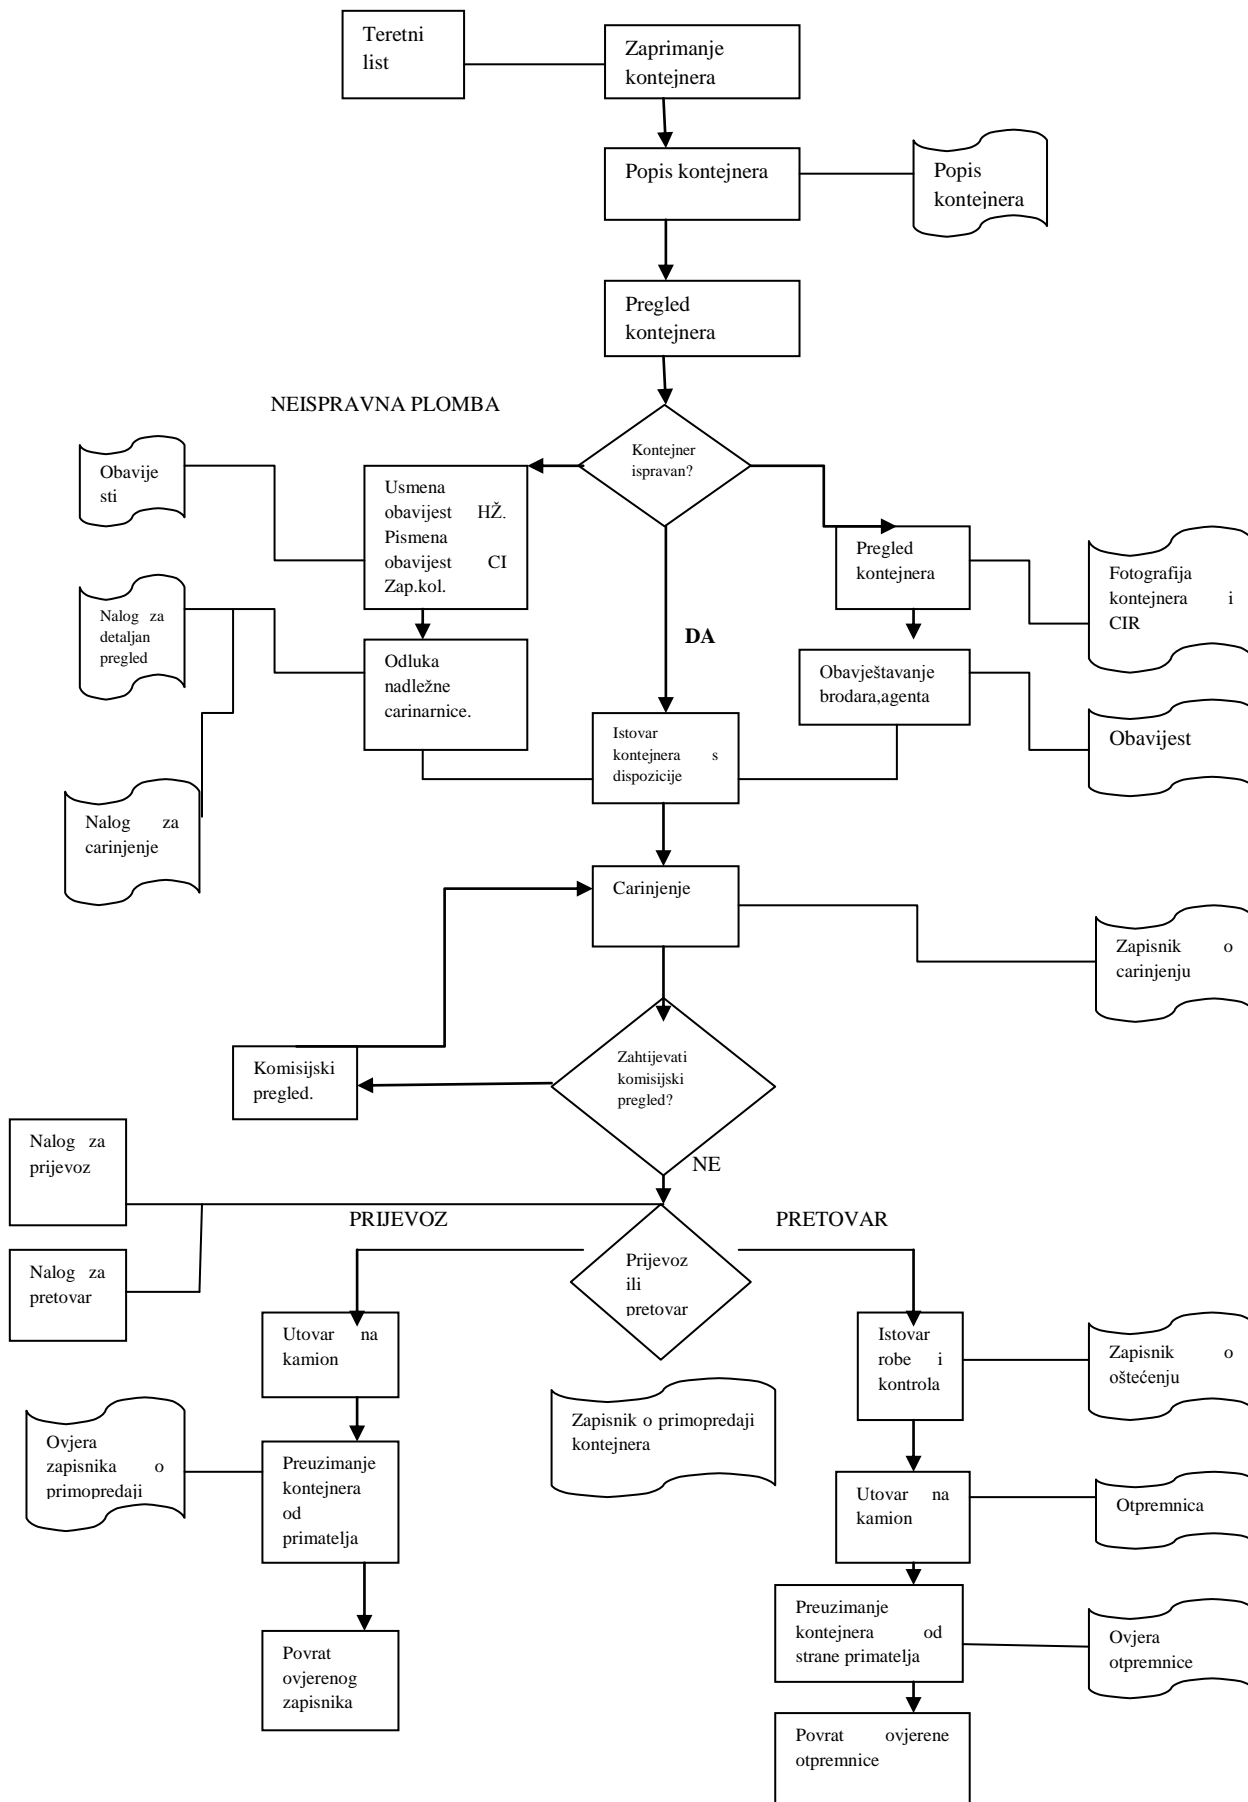 Teretni
list
Zaprimanje
kontejnera
Popis kontejnera
Popis
kontejnera
Pregled
kontejnera
NEISPRAVNA PLOMBA
Kontejner
ispravan?
Obavije
sti
Usmena
obavijest HŽ.
Pismena
obavijest CI
Zap.kol.
Pregled
kontejnera
Fotografija
kontejnera i
CIR
Nalog za
detaljan
pregled
DA
Odluka
nadležne
carinarnice.
Obavještavanje
brodara,agenta
Istovar
kontejnera s
dispozicije
Obavijest
Nalog za
carinjenje
Carinjenje
Zapisnik o
carinjenju
Komisijski
pregled.
Zahtijevati
komisijski
pregled?
Nalog za
prijevoz
NE
PRIJEVOZ
PRETOVAR
Nalog za
pretovar
Prijevoz
ili
pretovar
Utovar na
kamion
Istovar
robe i
kontrola
Zapisnik o
oštećenju
Zapisnik o primopredaji
kontejnera
Ovjera
zapisnika o
primopredaji
Preuzimanje
kontejnera
od
primatelja
Utovar na
kamion
Otpremnica
Preuzimanje
kontejnera od
strane primatelja
Ovjera
otpremnice
Povrat
ovjerenog
zapisnika
Povrat ovjerene
otpremnice